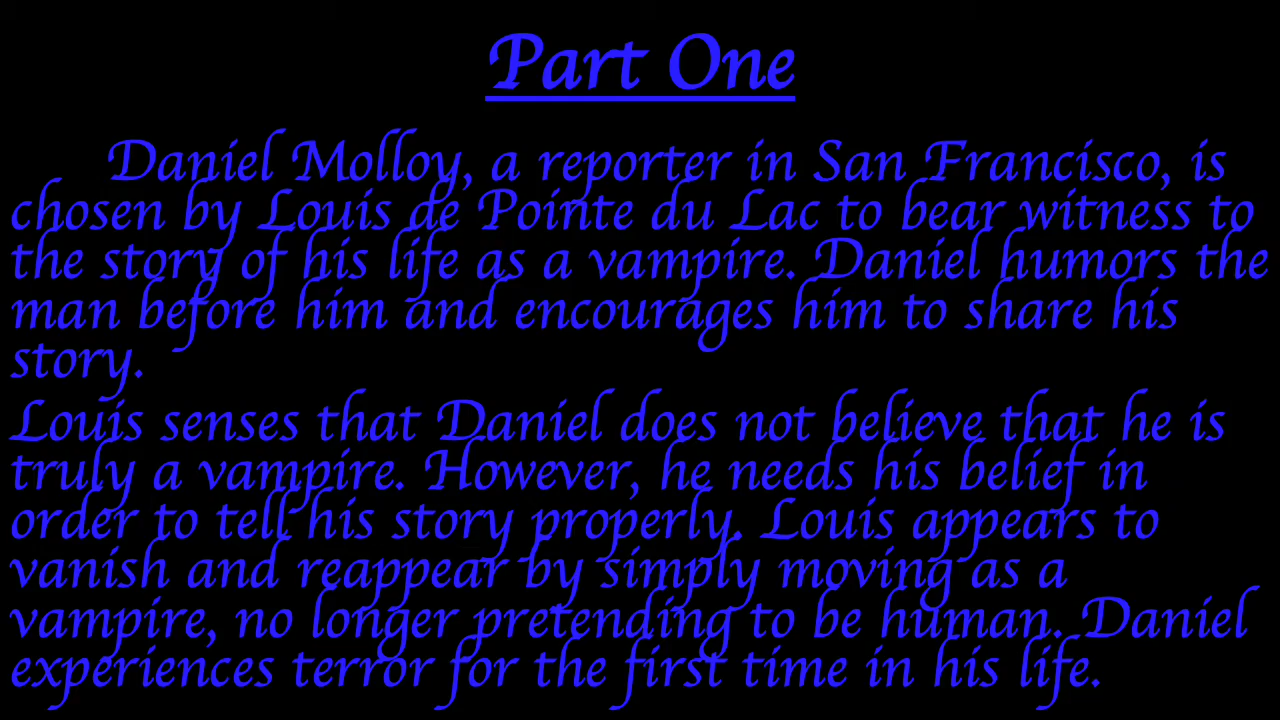 Part One
Daniel Molloy, a reporter in San Francisco, is
chosen by Louis de Pointe du Lac to bear witness to
the story of his life as a vampire. Daniel humors the
man before him and encourages him to share his
story.
Louis senses that Daniel does not believe that he is
truly a vampire. However, he needs his belief in
order to tell his story properly. Louis appears to
vanish and reappear by simply moving as a
vampire, no longer pretending to be human. Daniel
experiences terror for the first time in his life.